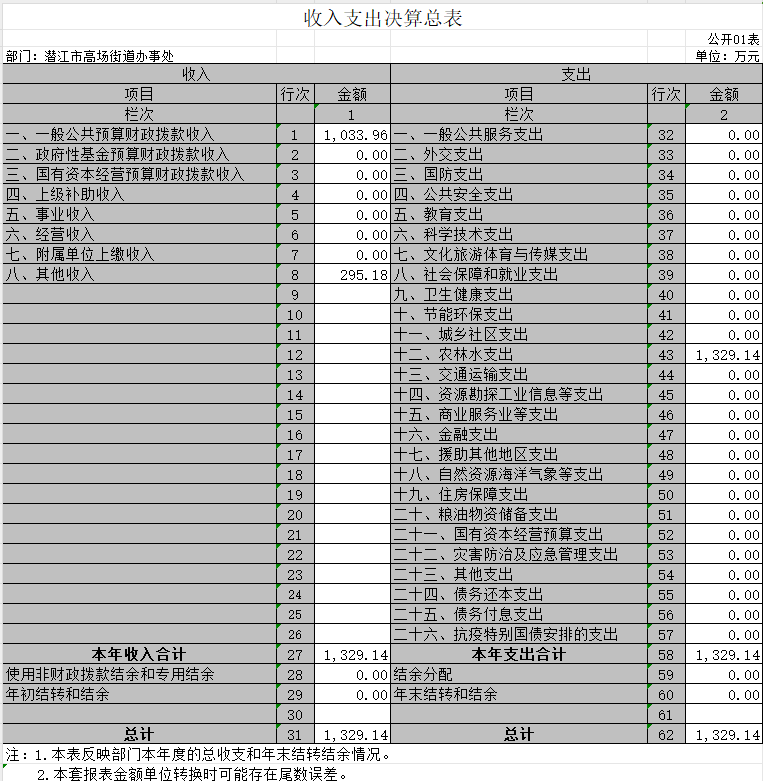 收入支出决算总表
公开01表
部门：潜江市高场街道办事处 单位：万元
收入 支出
项目 行次 金额 项目 行次 金额
栏次 1 栏次 2
一、一般公共预算财政拨款收入 1 1,033.96 一、一般公共服务支出 32 0.00
二、政府性基金预算财政拨款收入 2 0.00 二、外交支出 33 0.00
三、国有资本经营预算财政拨款收入 3 0.00 三、国防支出 34 0.00
四、上级补助收入 4 0.00 四、公共安全支出 35 0.00
五、事业收入 5 0.00 五、教育支出 36 0.00
六、经营收入 6 0.00 六、科学技术支出 37 0.00
七、附属单位上缴收入 7 0.00 七、文化旅游体育与传媒支出 38 0.00
八、其他收入 8 295.18 八、社会保障和就业支出 39 0.00
9 九、卫生健康支出 40 0.00
10 十、节能环保支出 41 0.00
11 十一、城乡社区支出 42 0.00
12 十二、农林水支出 43 1,329.14
13 十三、交通运输支出 44 0.00
14 十四、资源勘探工业信息等支出 45 0.00
15 十五、商业服务业等支出 46 0.00
16 十六、金融支出 47 0.00
17 十七、援助其他地区支出 48 0.00
18 十八、自然资源海洋气象等支出 49 0.00
19 十九、住房保障支出 50 0.00
20 二十、粮油物资储备支出 51 0.00
21 二十一、国有资本经营预算支出 52 0.00
22 二十二、灾害防治及应急管理支出 53 0.00
23 二十三、其他支出 54 0.00
24 二十四、债务还本支出 55 0.00
25 二十五、债务付息支出 56 0.00
26 二十六、抗疫特别国债安排的支出 57 0.00
本年收入合计 27 1,329.14 本年支出合计 58 1,329.14
使用非财政拨款结余和专用结余 28 0.00 结余分配 59 0.00
年初结转和结余 29 0.00 年末结转和结余 60 0.00
30 61
总计 31 1,329.14 总计 62 1,329.14
注：1.本表反映部门本年度的总收支和年末结转结余情况。
2.本套报表金额单位转换时可能存在尾数误差。